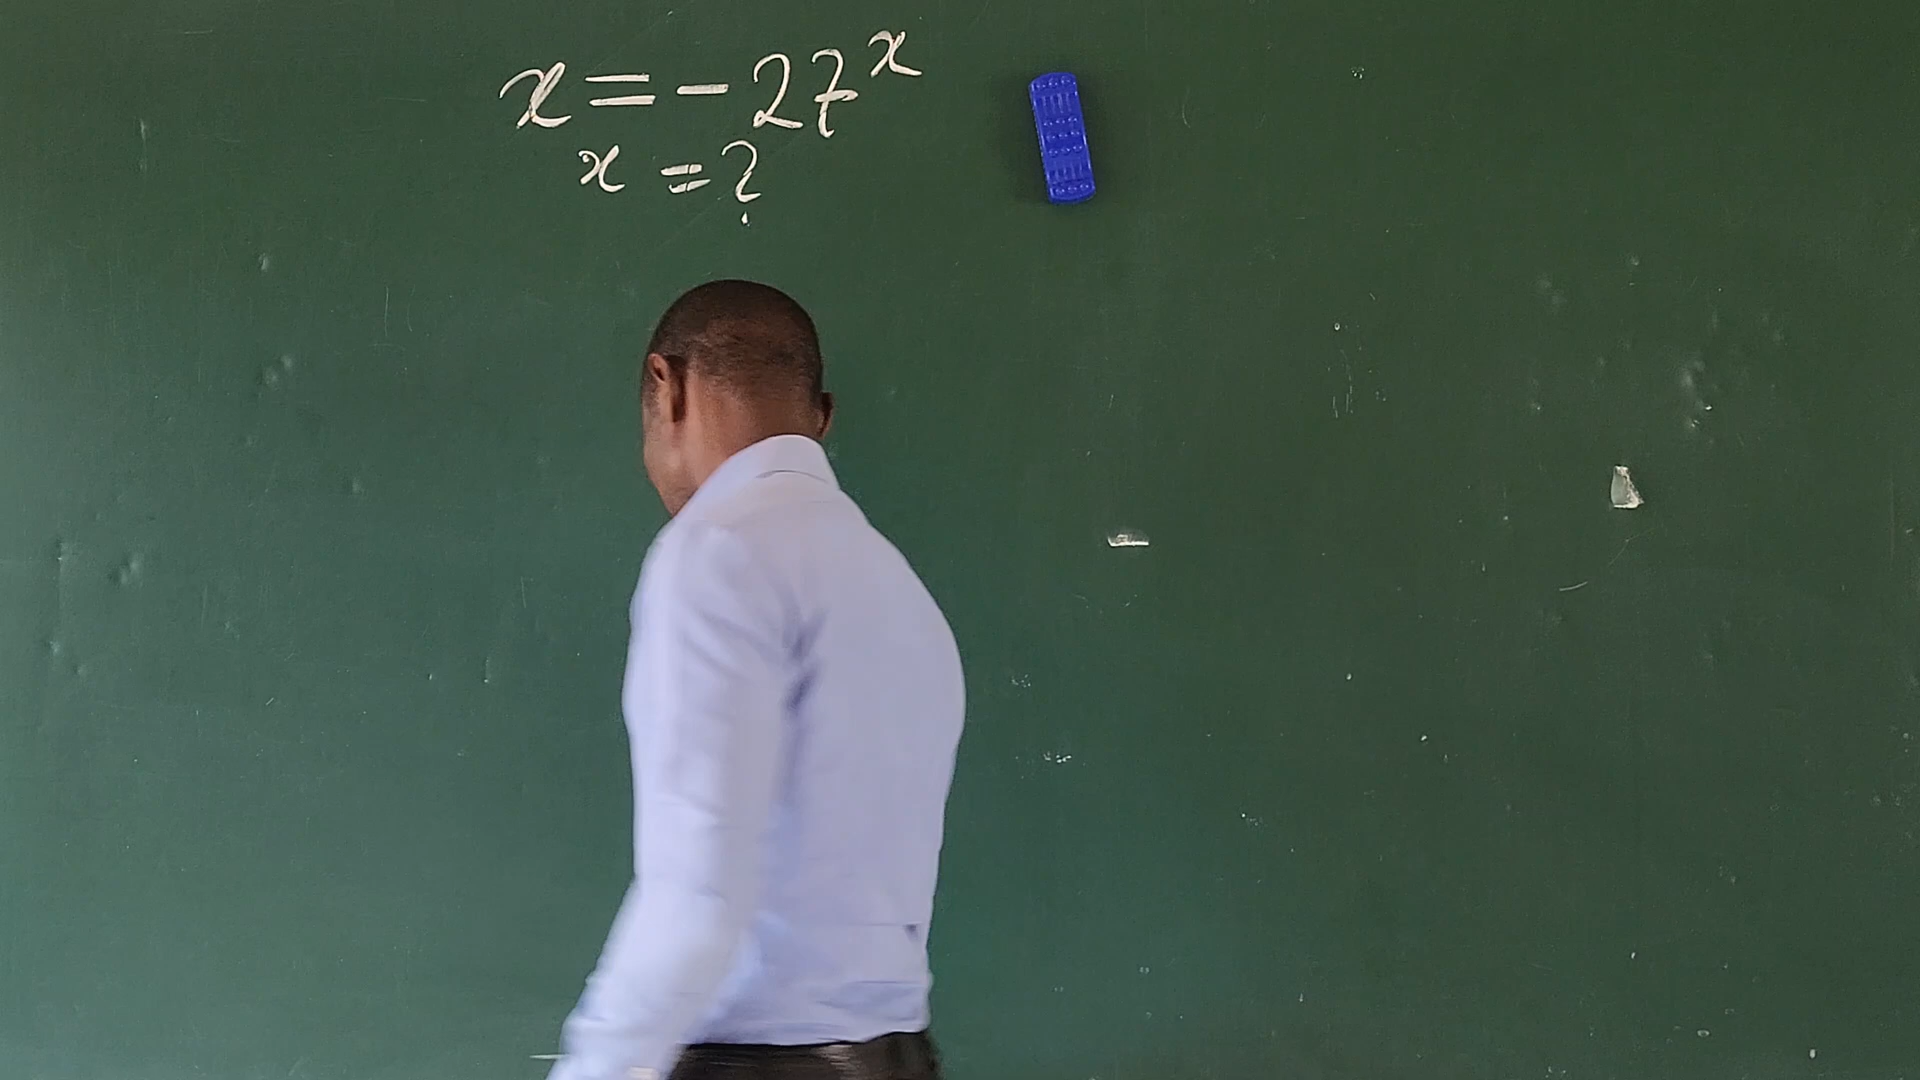 x = - 27^x
x = ?